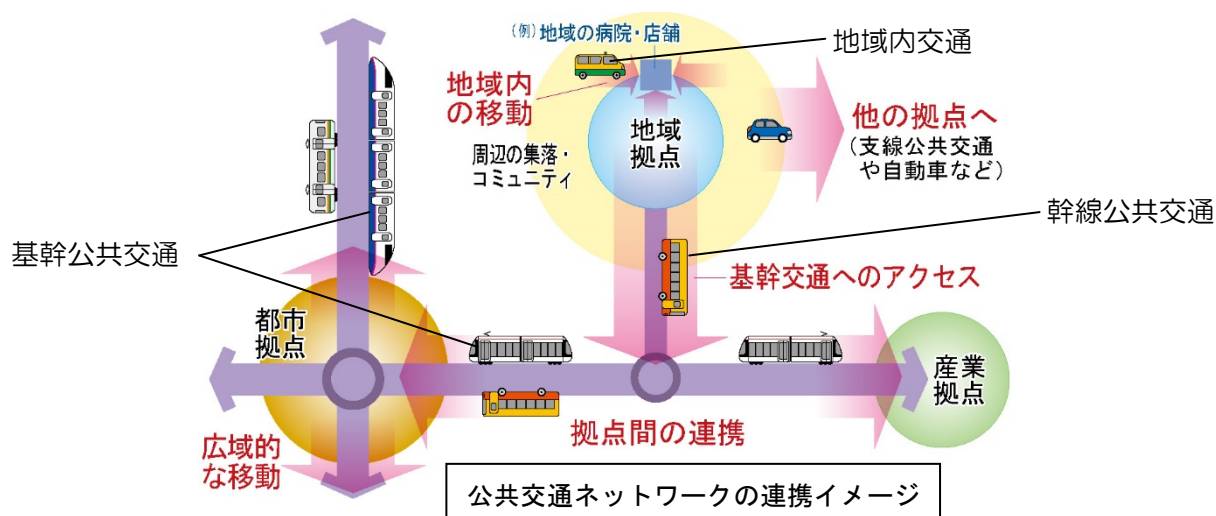 (例)地域の病院・店舗
地域内交通
地域内
の移動
地域
拠点
周辺の集落・
コミュニティ
他の拠点へ
(支線公共交通
や自動車など)
幹線公共交通
基幹公共交通
基幹交通へのアクセス
都市
拠点
産業
拠点
広域的
な移動
拠点間の連携
公共交通ネットワークの連携イメージ